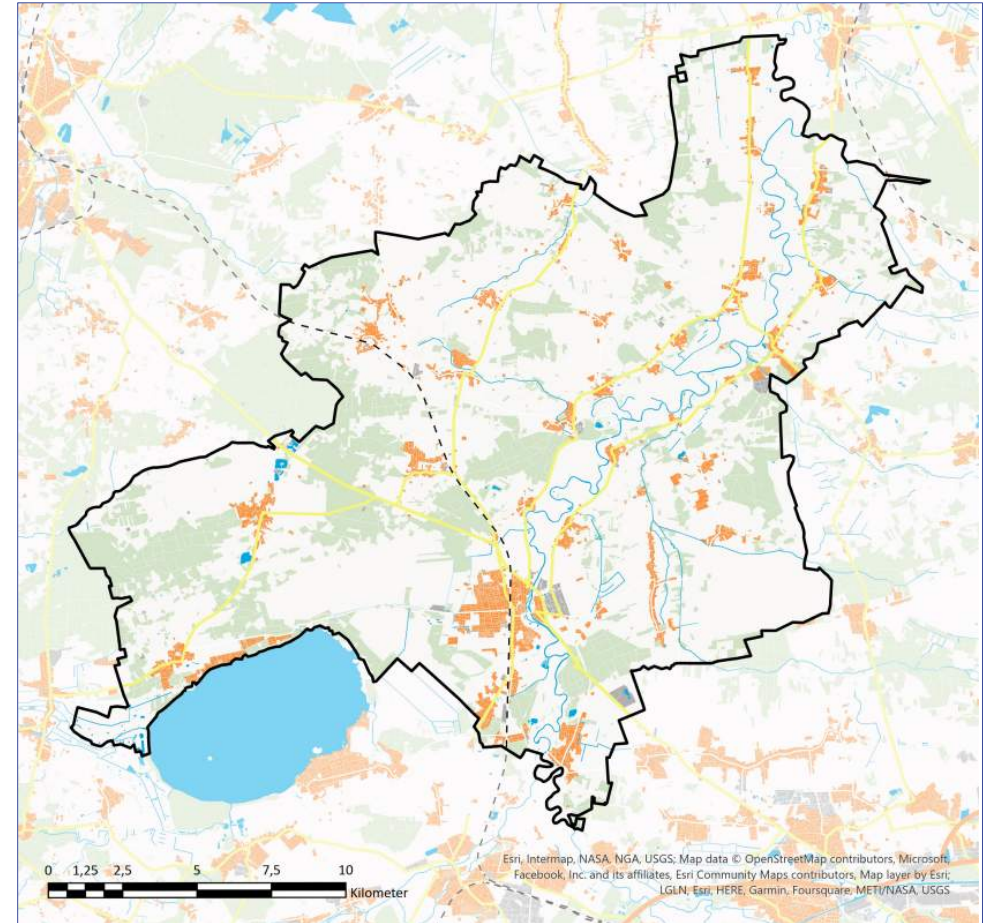 0 1,25 2,5 5 7,5 10
Kilometer
Esri, Intermap, NASA, NGA, USGS; Map data © OpenStreetMap contributors, Microsoft,
Facebook, Inc. and its affiliates, Esri Community Maps contributors, Map layer by Esri;
LGLN, Esri, HERE, Garmin, Foursquare, METI/NASA, USGS